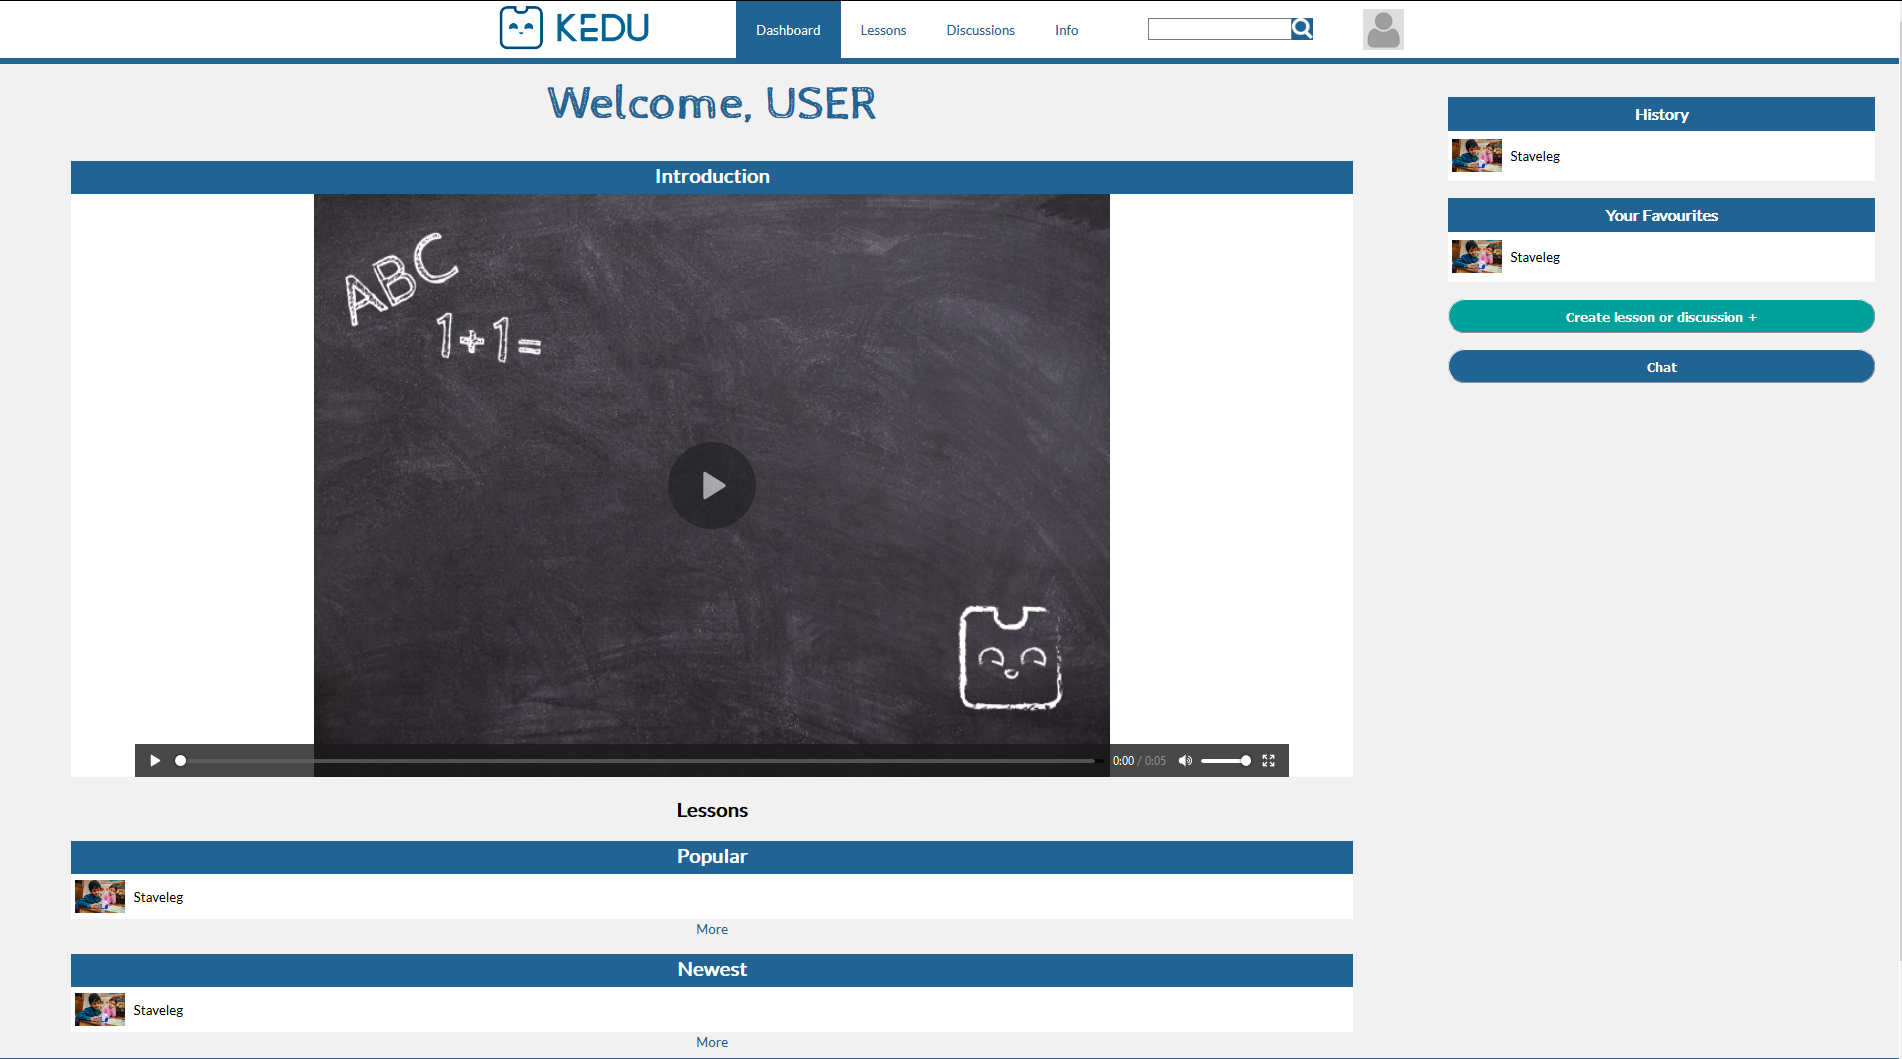 KEDU
Dashboard
Lessons
Discussions
Info
Welcome, USER
Introduction
ABC
1+1=
0:00 / 0:05
Lessons
Popular
Staveleg
More
Newest
Staveleg
More
History
Staveleg
Your Favourites
Staveleg
Create lesson or discussion +
Chat